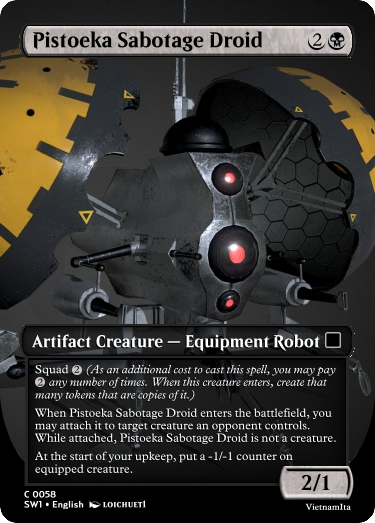 Pistoeka Sabotage Droid 2
Artifact Creature — Equipment Robot
Squad 2 (As an additional cost to cast this spell, you may pay
2 any number of times. When this creature enters, create that
many tokens that are copies of it.)
When Pistoeka Sabotage Droid enters the battlefield, you
may attach it to target creature an opponent controls.
While attached, Pistoeka Sabotage Droid is not a creature.
At the start of your upkeep, put a -1/-1 counter on
equipped creature.
2/1
C 0058
SW1 • English LOICHUETI
VietnamIta